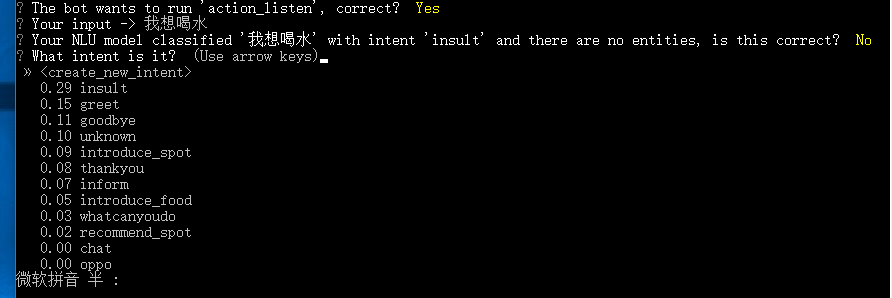 ? The bot wants to run 'action_listen', correct?  Yes
? Your input -> 我想喝水
? Your NLU model classified '我想喝水' with intent 'insult' and there are no entities, is this correct?  No
? What intent is it?  (Use arrow keys)
» <create_new_intent>
0.29 insult
0.15 greet
0.11 goodbye
0.10 unknown
0.09 introduce_spot
0.08 thankyou
0.07 inform
0.05 introduce_food
0.03 whatcanyoudo
0.02 recommend_spot
0.00 chat
0.00 oppo
微软拼音 半 :